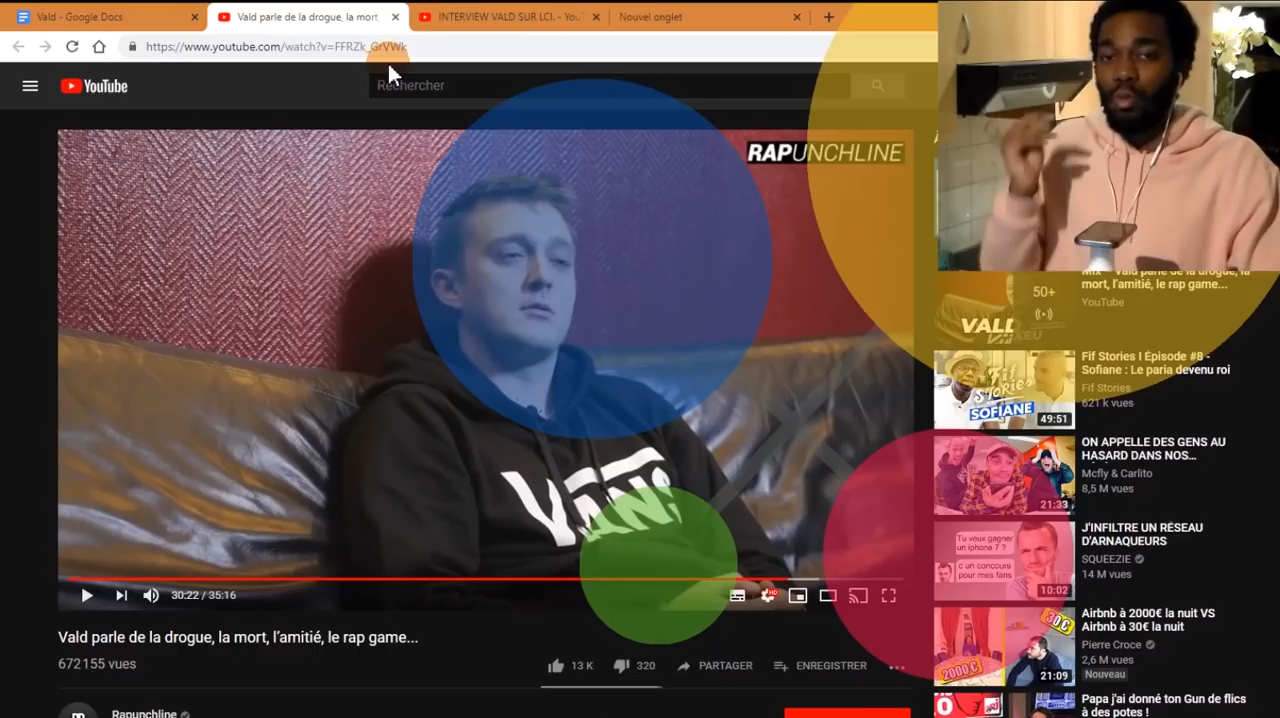 Vald - Google Docs
Vald parle de la drogue, la mort,
INTERVIEW VALD SUR LCI. - YouT
Nouvel onglet
https://www.youtube.com/watch?v=FFRZk_GrVWk
YouTube
Rechercher
RAPUNCHLINE
VANS
30:22 / 35:16
HD
Vald parle de la drogue, la mort, l'amitié, le rap game...
672 155 vues
13 K
320
PARTAGER
ENREGISTRER
Rapunchline
50+
VALD
Mix - Vald parle de la drogue, la
mort, l'amitié, le rap game...
YouTube
Fif STORIES
SOFIANE
49:51
Fif Stories I Épisode #8 -
Sofiane : Le paria devenu roi
Fif Stories
621 k vues
21:33
ON APPELLE DES GENS AU
HASARD DANS NOS...
Mcfly & Carlito
8,5 M vues
Tu veux gagner
un iphone 7 ?
c un concours
pour mes fans
10:02
J'INFILTRE UN RÉSEAU
D'ARNAQUEURS
SQUEEZIE
14 M vues
30€
2000€
21:09
Airbnb à 2000€ la nuit VS
Airbnb à 30€ la nuit
Pierre Croce
2,6 M vues
Nouveau
Papa j'ai donné ton Gun de flics
à des potes !